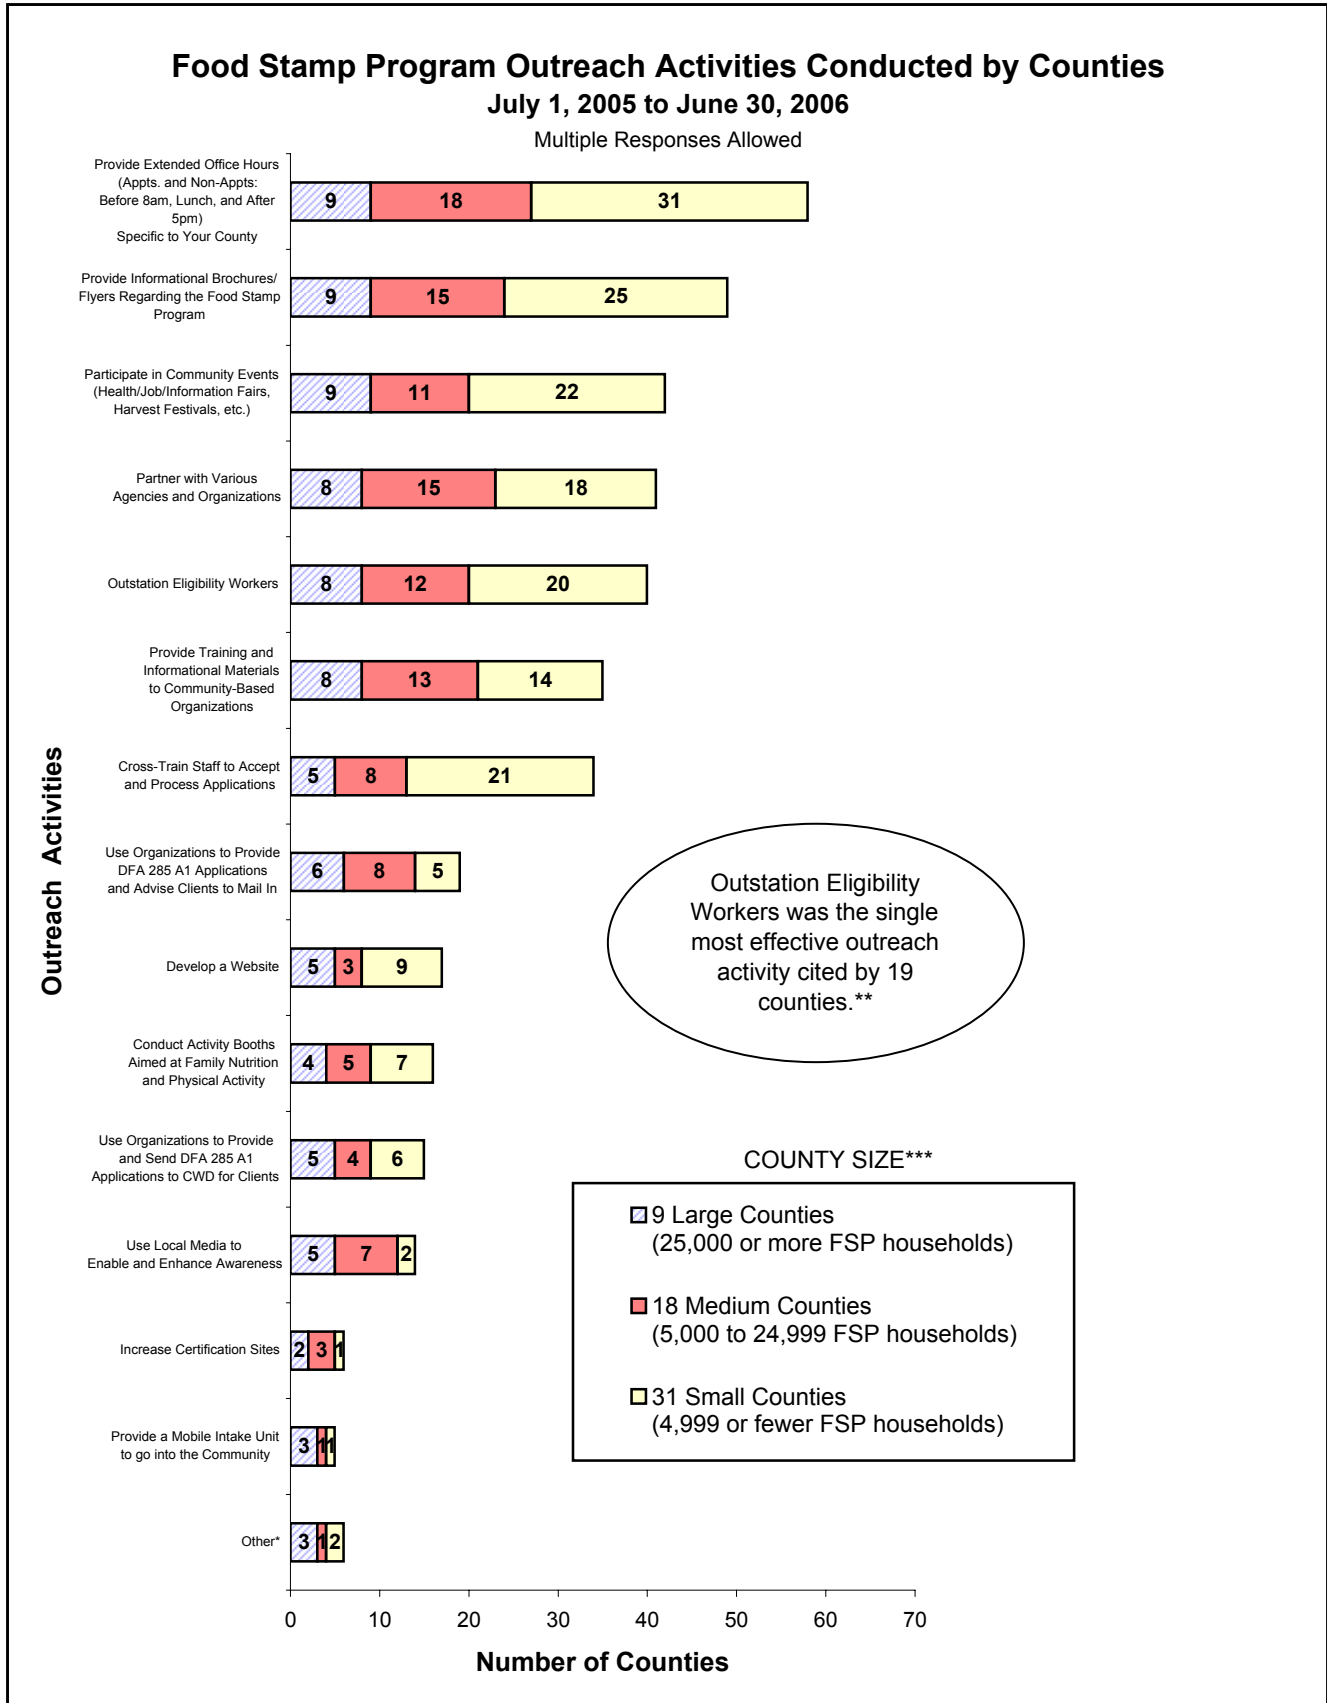 Food Stamp Program Outreach Activities Conducted by Counties
July 1, 2005 to June 30, 2006
Multiple Responses Allowed
Outreach Activities
Provide Extended Office Hours
(Appts. and Non-Appts:
Before 8am, Lunch, and After
5pm)
Specific to Your County
9 18 31
Provide Informational Brochures/
Flyers Regarding the Food Stamp
Program
9 15 25
Participate in Community Events
(Health/Job/Information Fairs,
Harvest Festivals, etc.)
9 11 22
Partner with Various
Agencies and Organizations
8 15 18
Outstation Eligibility Workers
8 12 20
Provide Training and
Informational Materials
to Community-Based
Organizations
8 13 14
Cross-Train Staff to Accept
and Process Applications
5 8 21
Use Organizations to Provide
DFA 285 A1 Applications
and Advise Clients to Mail In
6 8 5
Develop a Website
5 3 9
Conduct Activity Booths
Aimed at Family Nutrition
and Physical Activity
4 5 7
Use Organizations to Provide
and Send DFA 285 A1
Applications to CWD for Clients
5 4 6
Use Local Media to
Enable and Enhance Awareness
5 7 2
Increase Certification Sites
2 3 1
Provide a Mobile Intake Unit
to go into the Community
3 1 1
Other*
3 1 2
Outstation Eligibility
Workers was the single
most effective outreach
activity cited by 19
counties.**
COUNTY SIZE***
9 Large Counties
(25,000 or more FSP households)
18 Medium Counties
(5,000 to 24,999 FSP households)
31 Small Counties
(4,999 or fewer FSP households)
0 10 20 30 40 50 60 70
Number of Counties